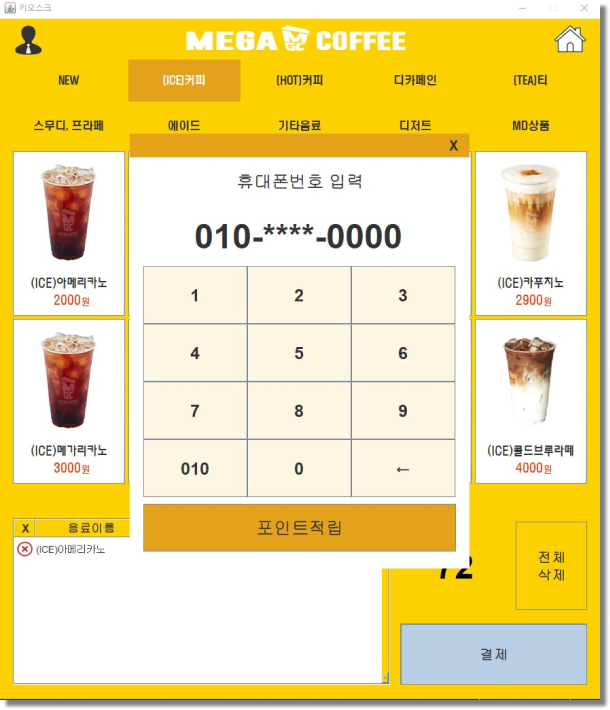 키오스크
MEGA MGC COFFEE
NEW (ICE)커피 (HOT)커피 디카페인 (TEA)티
스무디, 프라페 에이드 기타음료 디저트 MD상품
X
휴대폰번호 입력
010-****-0000
1 2 3
4 5 6
7 8 9
010 0 ←
포인트적립
(ICE)아메리카노
2000원
(ICE)카푸치노
2900원
(ICE)메가리카노
3000원
(ICE)콜드브루라떼
4000원
X 음료이름
(ICE)아메리카노
전체
삭제
결제